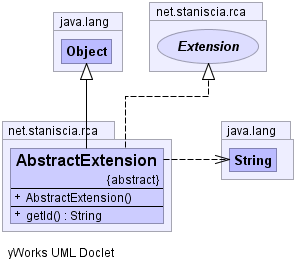 java.lang
net.staniscia.rca
Object
Extension
net.staniscia.rca
java.lang
AbstractExtension
{abstract}
String
+ AbstractExtension()
+ getId() : String
yWorks UML Doclet